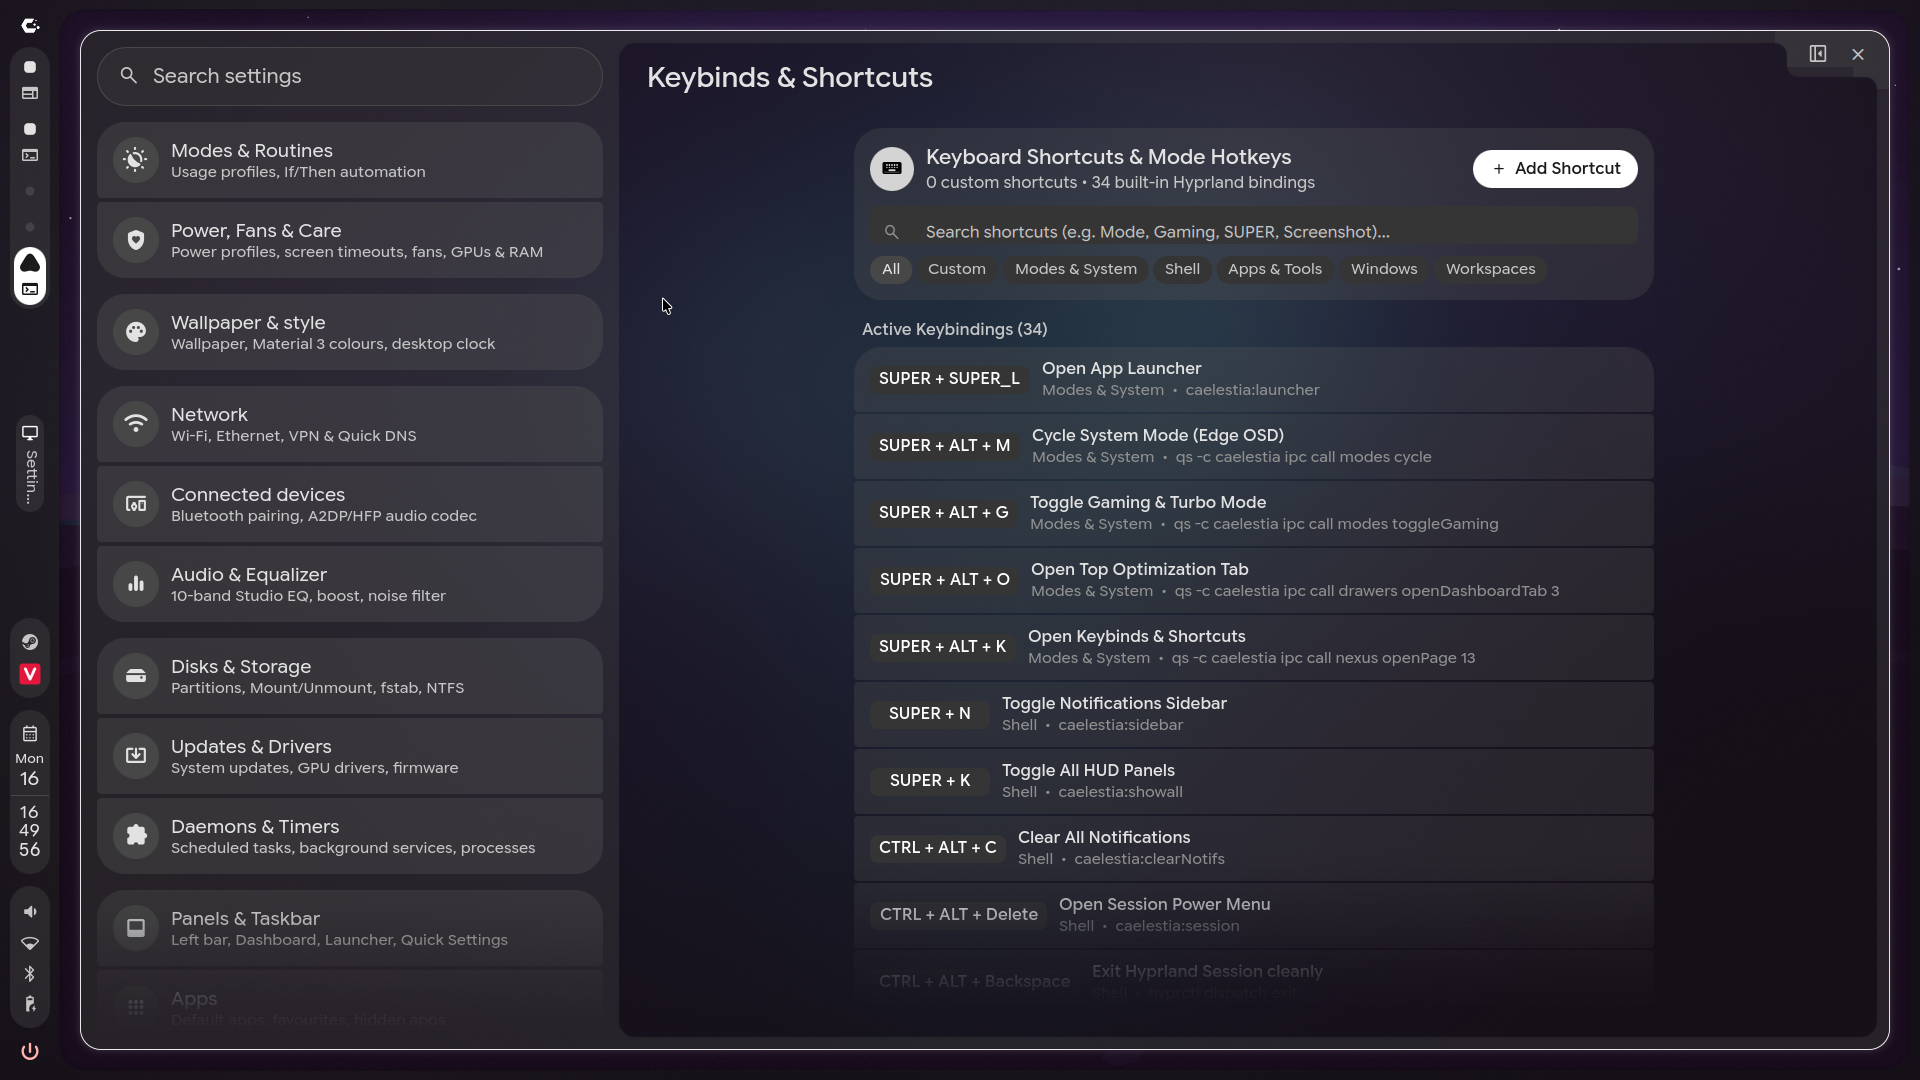 Search settings
Modes & Routines
Usage profiles, If/Then automation
Power, Fans & Care
Power profiles, screen timeouts, fans, GPUs & RAM
Wallpaper & style
Wallpaper, Material 3 colours, desktop clock
Network
Wi-Fi, Ethernet, VPN & Quick DNS
Connected devices
Bluetooth pairing, A2DP/HFP audio codec
Audio & Equalizer
10-band Studio EQ, boost, noise filter
Disks & Storage
Partitions, Mount/Unmount, fstab, NTFS
Updates & Drivers
System updates, GPU drivers, firmware
Daemons & Timers
Scheduled tasks, background services, processes
Panels & Taskbar
Left bar, Dashboard, Launcher, Quick Settings
Apps
Default apps, favourites, hidden apps
Settin...
Mon
16
16
49
56
Keybinds & Shortcuts
Keyboard Shortcuts & Mode Hotkeys
0 custom shortcuts • 34 built-in Hyprland bindings
+ Add Shortcut
Search shortcuts (e.g. Mode, Gaming, SUPER, Screenshot)...
All Custom Modes & System Shell Apps & Tools Windows Workspaces
Active Keybindings (34)
SUPER + SUPER_L
Open App Launcher
Modes & System • caelestia:launcher
SUPER + ALT + M
Cycle System Mode (Edge OSD)
Modes & System • qs -c caelestia ipc call modes cycle
SUPER + ALT + G
Toggle Gaming & Turbo Mode
Modes & System • qs -c caelestia ipc call modes toggleGaming
SUPER + ALT + O
Open Top Optimization Tab
Modes & System • qs -c caelestia ipc call drawers openDashboardTab 3
SUPER + ALT + K
Open Keybinds & Shortcuts
Modes & System • qs -c caelestia ipc call nexus openPage 13
SUPER + N
Toggle Notifications Sidebar
Shell • caelestia:sidebar
SUPER + K
Toggle All HUD Panels
Shell • caelestia:showall
CTRL + ALT + C
Clear All Notifications
Shell • caelestia:clearNotifs
CTRL + ALT + Delete
Open Session Power Menu
Shell • caelestia:session
CTRL + ALT + Backspace
Exit Hyprland Session cleanly
Shell • hyprctl dispatch exit